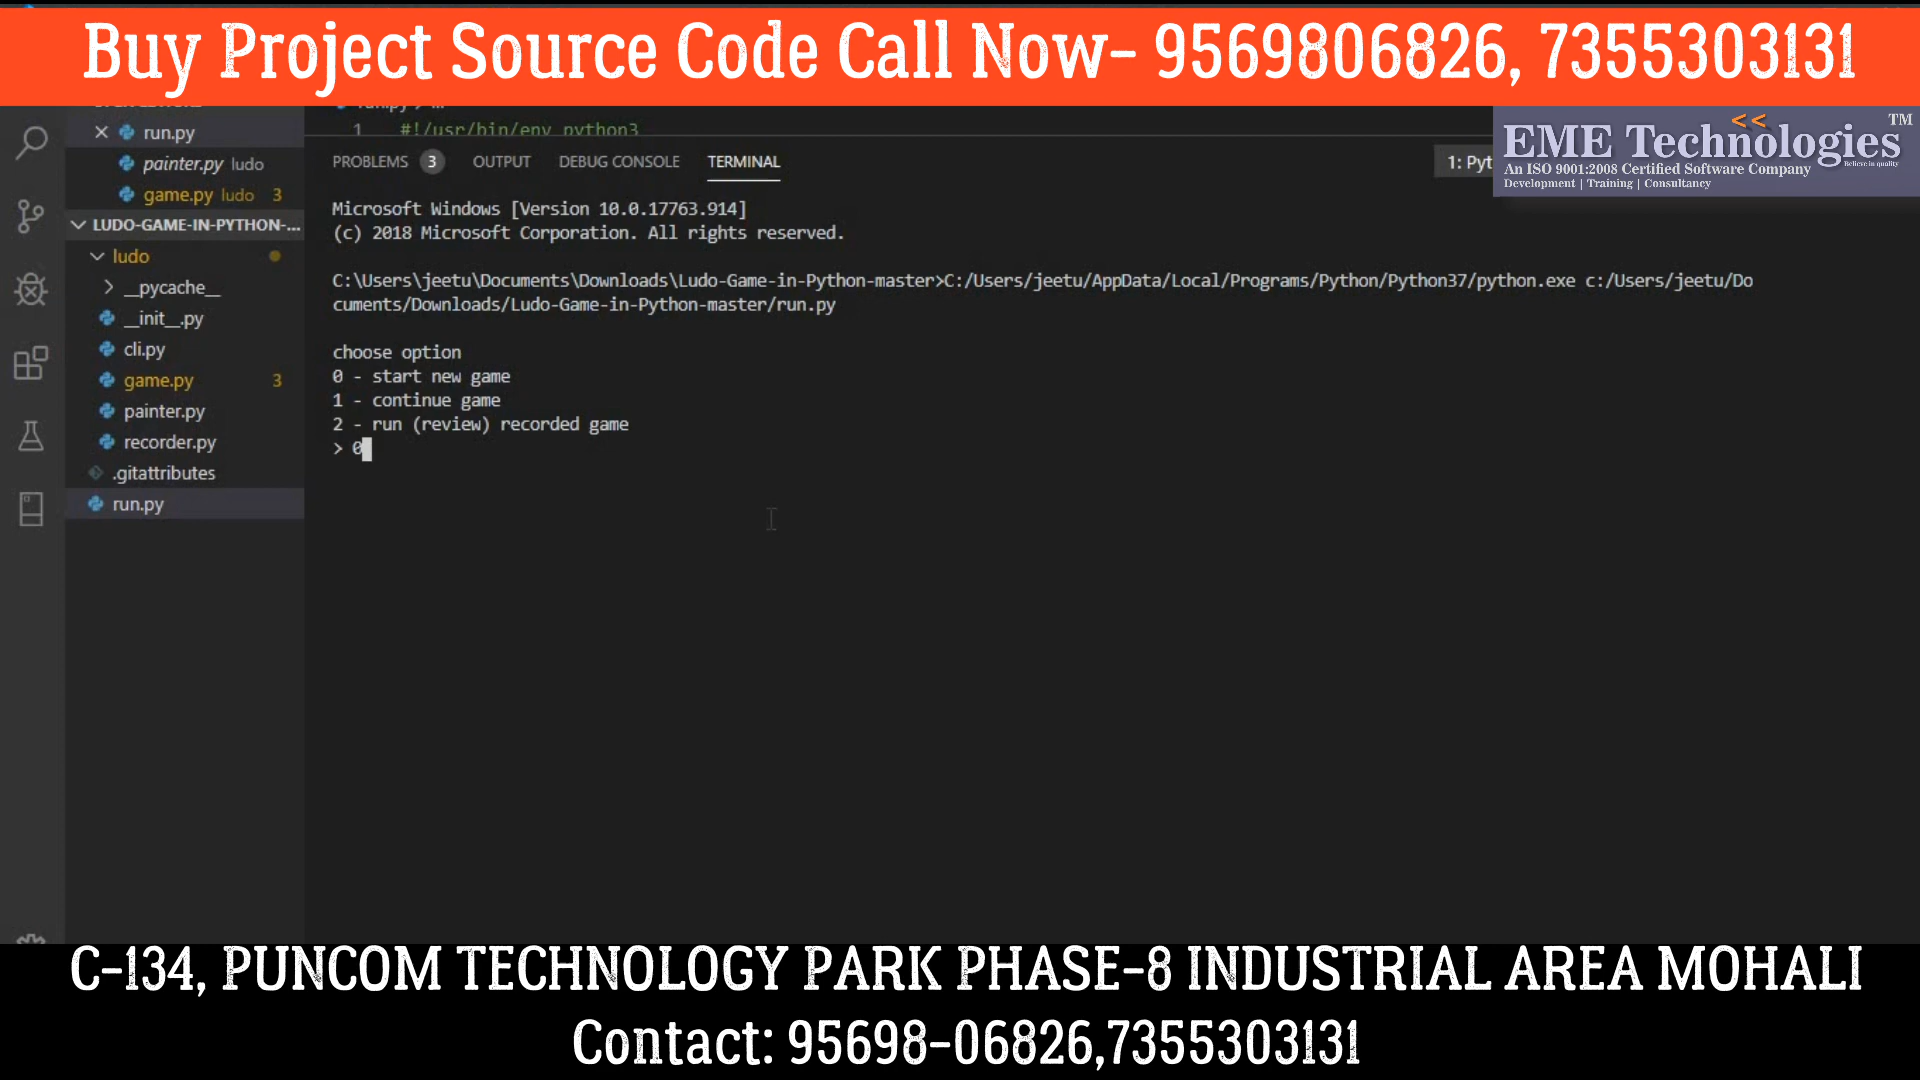 Buy Project Source Code Call Now- 9569806826, 7355303131
EME Technologies TM
Believe in quality
An ISO 9001:2008 Certified Software Company
Development | Training | Consultancy
run.py
painter.py ludo
game.py ludo 3
LUDO-GAME-IN-PYTHON-...
ludo
__pycache__
__init__.py
cli.py
game.py 3
painter.py
recorder.py
.gitattributes
run.py
1 #!/usr/bin/env python3
PROBLEMS 3 OUTPUT DEBUG CONSOLE TERMINAL 1: Pyt
Microsoft Windows [Version 10.0.17763.914]
(c) 2018 Microsoft Corporation. All rights reserved.
C:\Users\jeetu\Documents\Downloads\Ludo-Game-in-Python-master>C:/Users/jeetu/AppData/Local/Programs/Python/Python37/python.exe c:/Users/jeetu/Do
cuments/Downloads/Ludo-Game-in-Python-master/run.py
choose option
0 - start new game
1 - continue game
2 - run (review) recorded game
> 0
C-134, PUNCOM TECHNOLOGY PARK PHASE-8 INDUSTRIAL AREA MOHALI
Contact: 95698-06826,7355303131